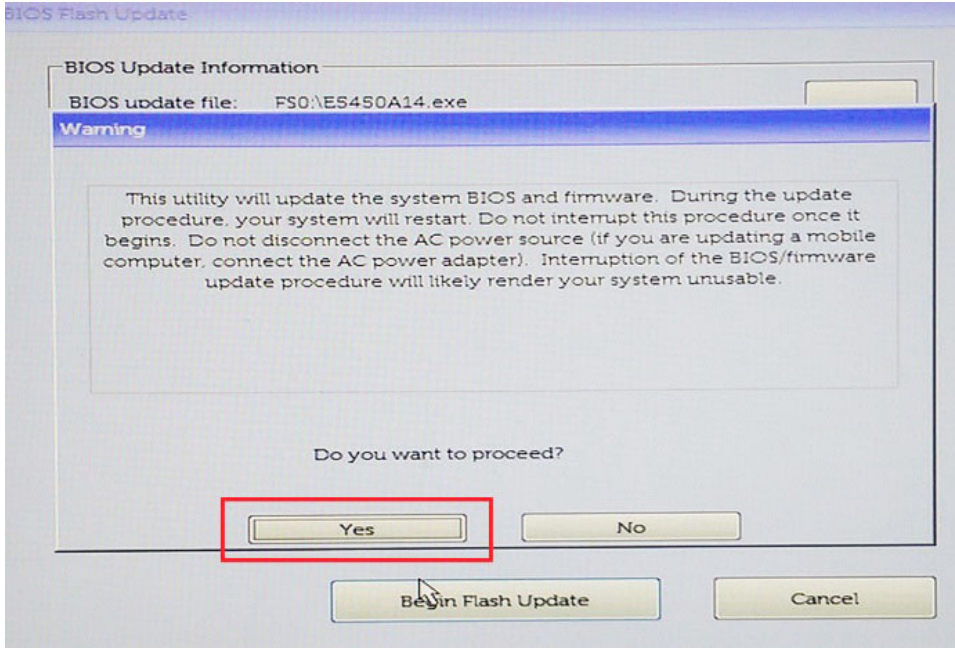 BIOS Flash Update
BIOS Update Information
BIOS update file: FS0:\E5450A14.exe
Warning
This utility will update the system BIOS and firmware. During the update
procedure, your system will restart. Do not interrupt this procedure once it
begins. Do not disconnect the AC power source (if you are updating a mobile
computer, connect the AC power adapter). Interruption of the BIOS/firmware
update procedure will likely render your system unusable.
Do you want to proceed?
Yes No
Begin Flash Update Cancel